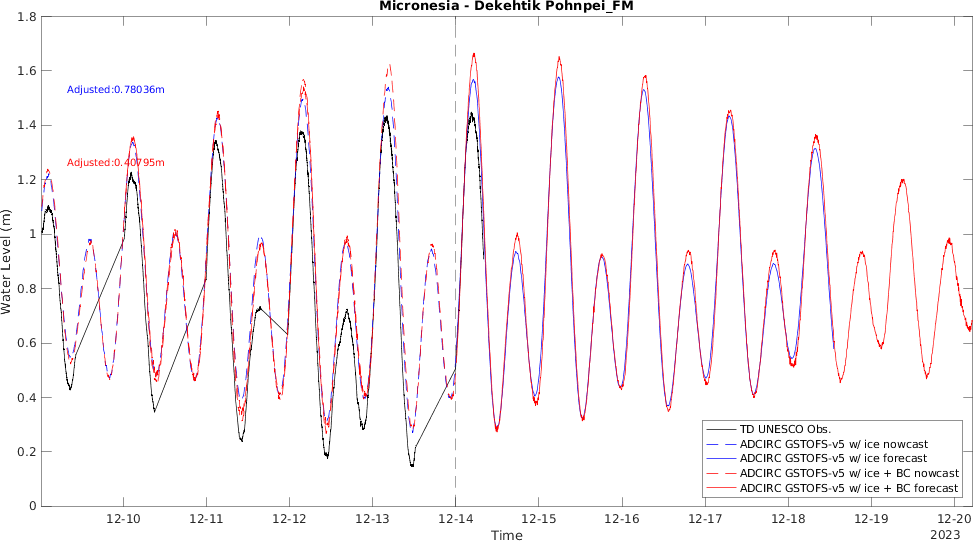 Micronesia - Dekehtik Pohnpei_FM
1.8
1.6
1.4
1.2
1
0.8
0.6
0.4
0.2
0
Water Level (m)
Adjusted:0.78036m
Adjusted:0.40795m
TD UNESCO Obs.
ADCIRC GSTOFS-v5 w/ ice nowcast
ADCIRC GSTOFS-v5 w/ ice forecast
ADCIRC GSTOFS-v5 w/ ice + BC nowcast
ADCIRC GSTOFS-v5 w/ ice + BC forecast
12-10 12-11 12-12 12-13 12-14 12-15 12-16 12-17 12-18 12-19 12-20
Time
2023